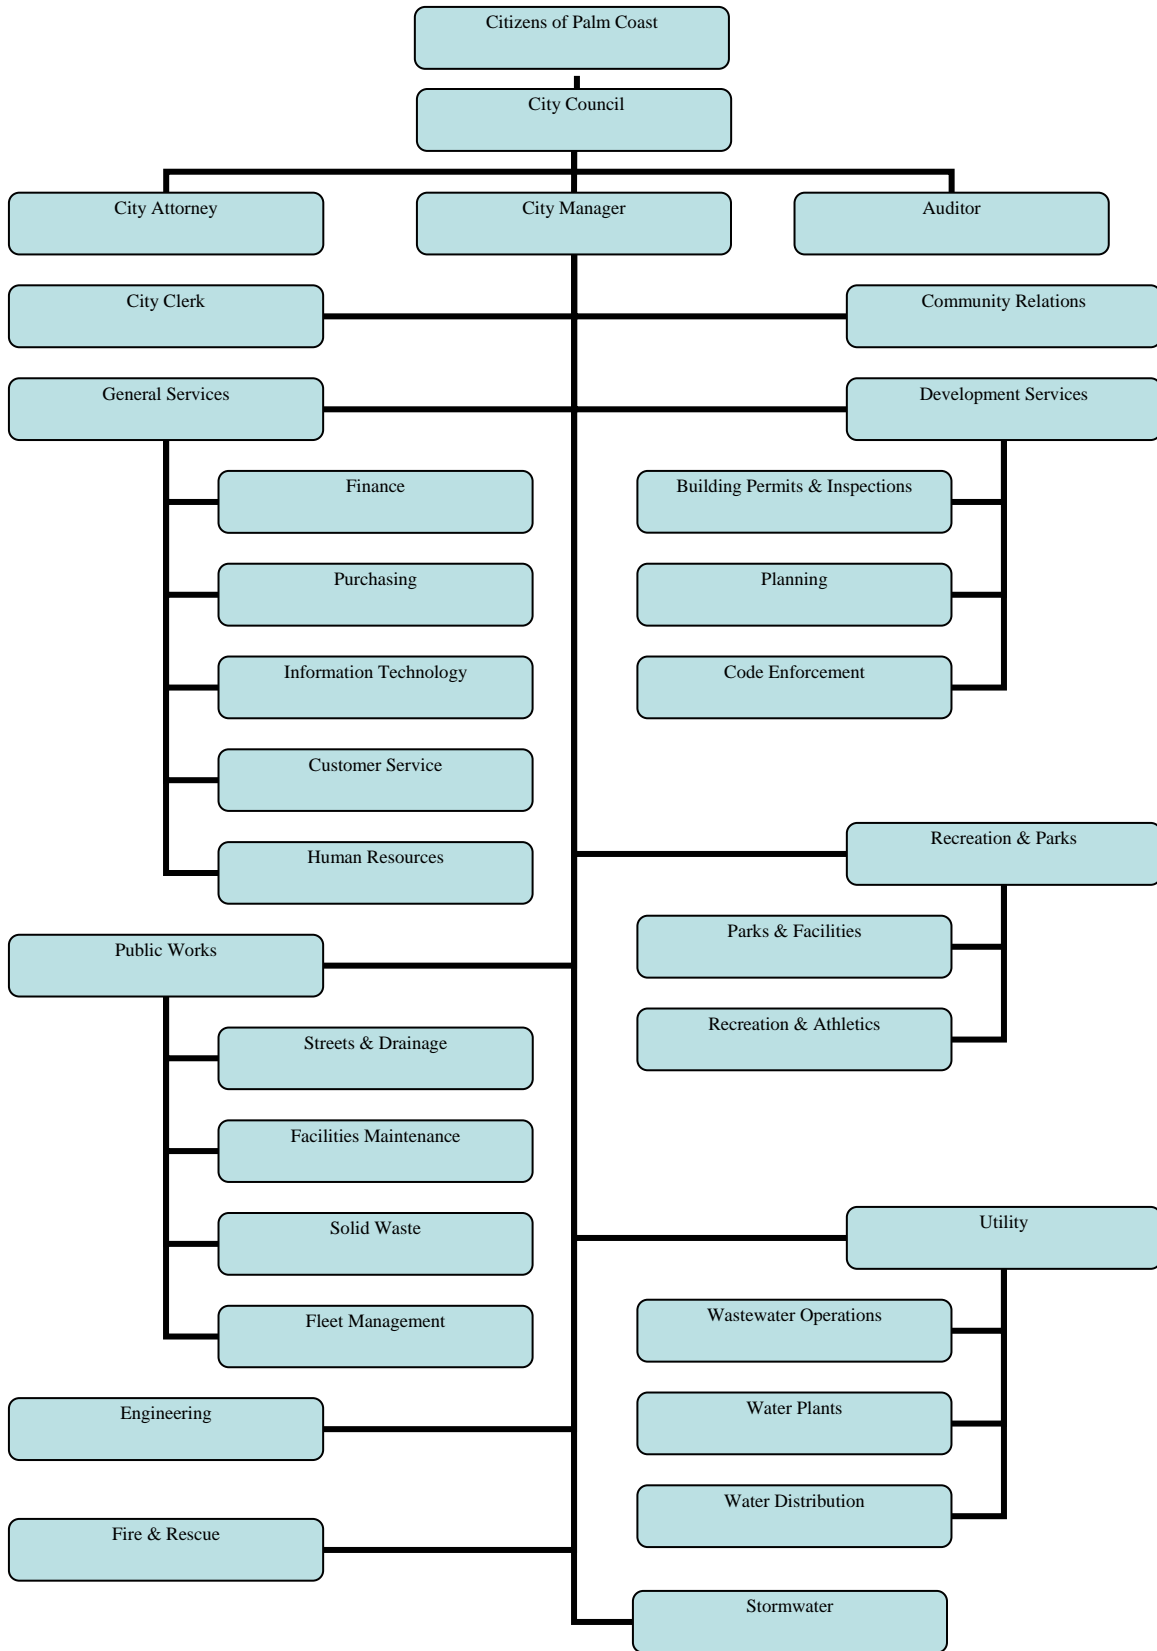 Citizens of Palm Coast
City Council
City Attorney
City Manager
Auditor
City Clerk
Community Relations
General Services
Development Services
Finance
Building Permits & Inspections
Purchasing
Planning
Information Technology
Code Enforcement
Customer Service
Human Resources
Recreation & Parks
Parks & Facilities
Public Works
Recreation & Athletics
Streets & Drainage
Facilities Maintenance
Solid Waste
Utility
Fleet Management
Wastewater Operations
Engineering
Water Plants
Water Distribution
Fire & Rescue
Stormwater